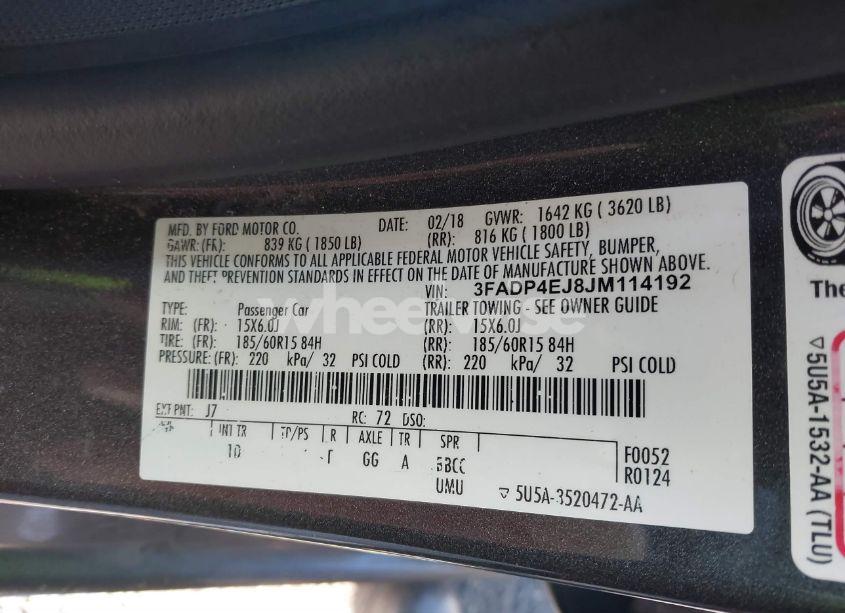 MFD. BY FORD MOTOR CO. DATE: 02/18 GVWR: 1642 KG ( 3620 LB)
GAWR: (FR): 839 KG ( 1850 LB) (RR): 816 KG ( 1800 LB)
THIS VEHICLE CONFORMS TO ALL APPLICABLE FEDERAL MOTOR VEHICLE SAFETY, BUMPER,
AND THEFT PREVENTION STANDARDS IN EFFECT ON THE DATE OF MANUFACTURE SHOWN ABOVE.
VIN: 3FADP4EJ8JM114192
TYPE: Passenger Car TRAILER TOWING - SEE OWNER GUIDE
RIM: (FR): 15X6.0J (RR): 15X6.0J
TIRE: (FR): 185/60R15 84H (RR): 185/60R15 84H
PRESSURE: (FR): 220 kPa/ 32 PSI COLD (RR): 220 kPa/ 32 PSI COLD
EXT PNT: J7 RC: 72 DSO:
INT TR TP/PS R AXLE TR SPR
GG A
UMU
F0052
R0124
▽ 5U5A-3520472-AA
The
▽5U5A-1532-AA (TLU)
wheelwise